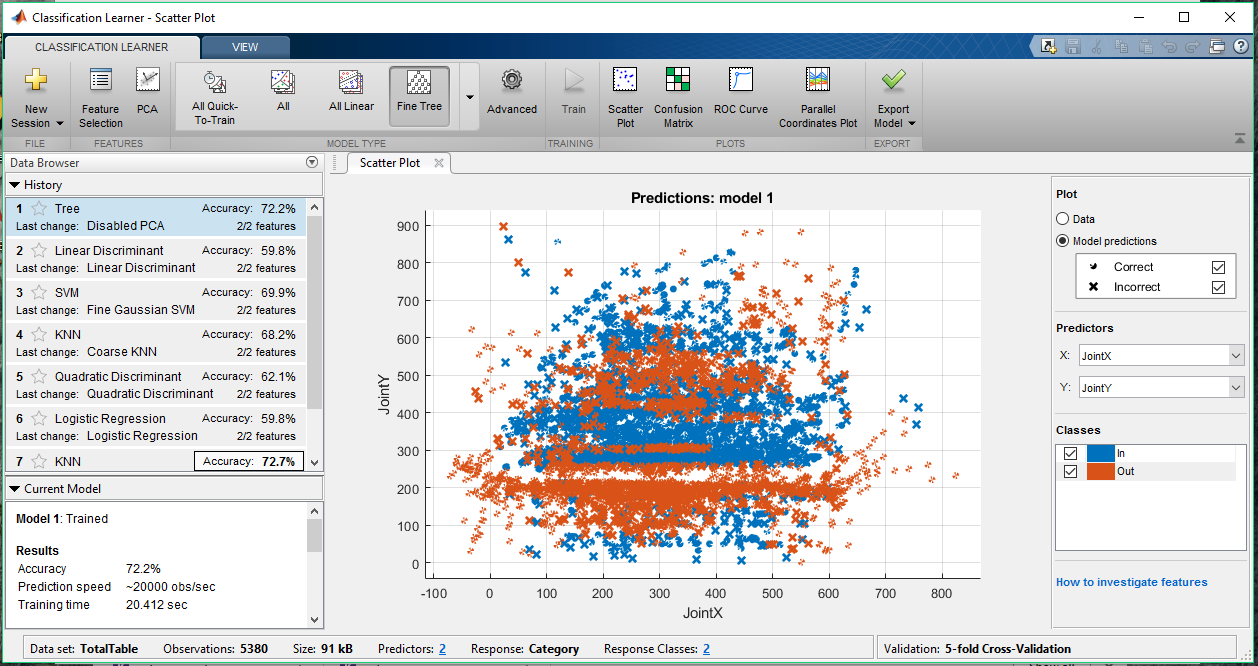 Classification Learner - Scatter Plot
CLASSIFICATION LEARNER VIEW
New Session
Feature Selection
PCA
All Quick-To-Train
All
All Linear
Fine Tree
Advanced
Train
Scatter Plot
Confusion Matrix
ROC Curve
Parallel Coordinates Plot
Export Model
FILE FEATURES MODEL TYPE TRAINING PLOTS EXPORT
Data Browser
History
1 Tree Accuracy: 72.2%
Last change: Disabled PCA 2/2 features
2 Linear Discriminant Accuracy: 59.8%
Last change: Linear Discriminant 2/2 features
3 SVM Accuracy: 69.9%
Last change: Fine Gaussian SVM 2/2 features
4 KNN Accuracy: 68.2%
Last change: Coarse KNN 2/2 features
5 Quadratic Discriminant Accuracy: 62.1%
Last change: Quadratic Discriminant 2/2 features
6 Logistic Regression Accuracy: 59.8%
Last change: Logistic Regression 2/2 features
7 KNN Accuracy: 72.7%
Current Model
Model 1: Trained
Results
Accuracy 72.2%
Prediction speed ~20000 obs/sec
Training time 20.412 sec
Scatter Plot
Predictions: model 1
900
800
700
600
500
400
300
200
100
0
JointY
-100 0 100 200 300 400 500 600 700 800
JointX
Plot
Data
Model predictions
Correct
Incorrect
Predictors
X: JointX
Y: JointY
Classes
In
Out
How to investigate features
Data set: TotalTable Observations: 5380 Size: 91 kB Predictors: 2 Response: Category Response Classes: 2 Validation: 5-fold Cross-Validation